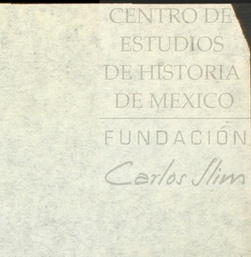 CENTRO DE
ESTUDIOS
DE HISTORIA
DE MEXICO
FUNDACIÓN
Carlos Slim